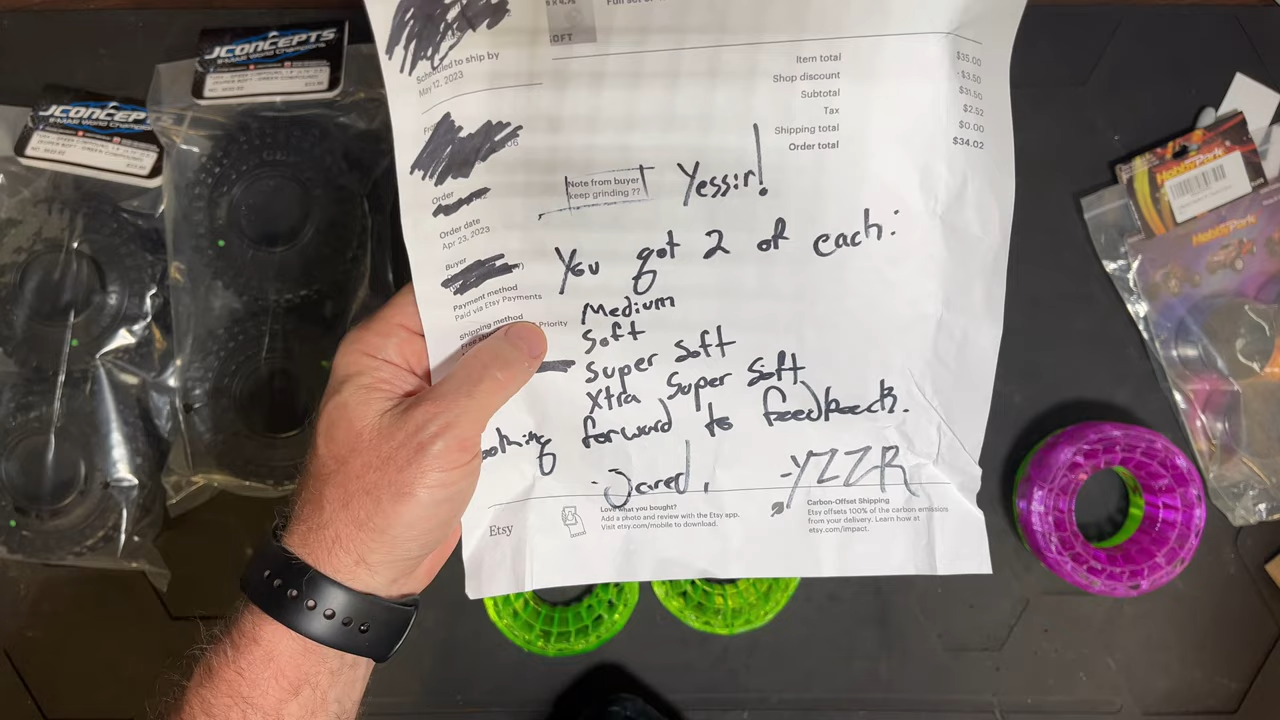 JCONCEPTS
JCONCEPTS
Scheduled to ship by
May 12, 2023
Order
Order date
Apr 23, 2023
Buyer
Payment method
Paid via Etsy Payments
Shipping method
Priority
SOFT
Item total $35.00
Shop discount -$3.50
Subtotal $31.50
Tax $2.52
Shipping total $0.00
Order total $34.02
Note from buyer
keep grinding ??
Yessir!
You got 2 of each:
Medium
Soft
Super Soft
Xtra Super Soft
forward to feedback.
-Jared,
-YZZR
Etsy
Love what you bought?
Add a photo and review with the Etsy app.
Visit etsy.com/mobile to download.
Carbon-Offset Shipping
Etsy offsets 100% of the carbon emissions
from your delivery. Learn how at
etsy.com/impact.
HobbyPark
HobbyPark